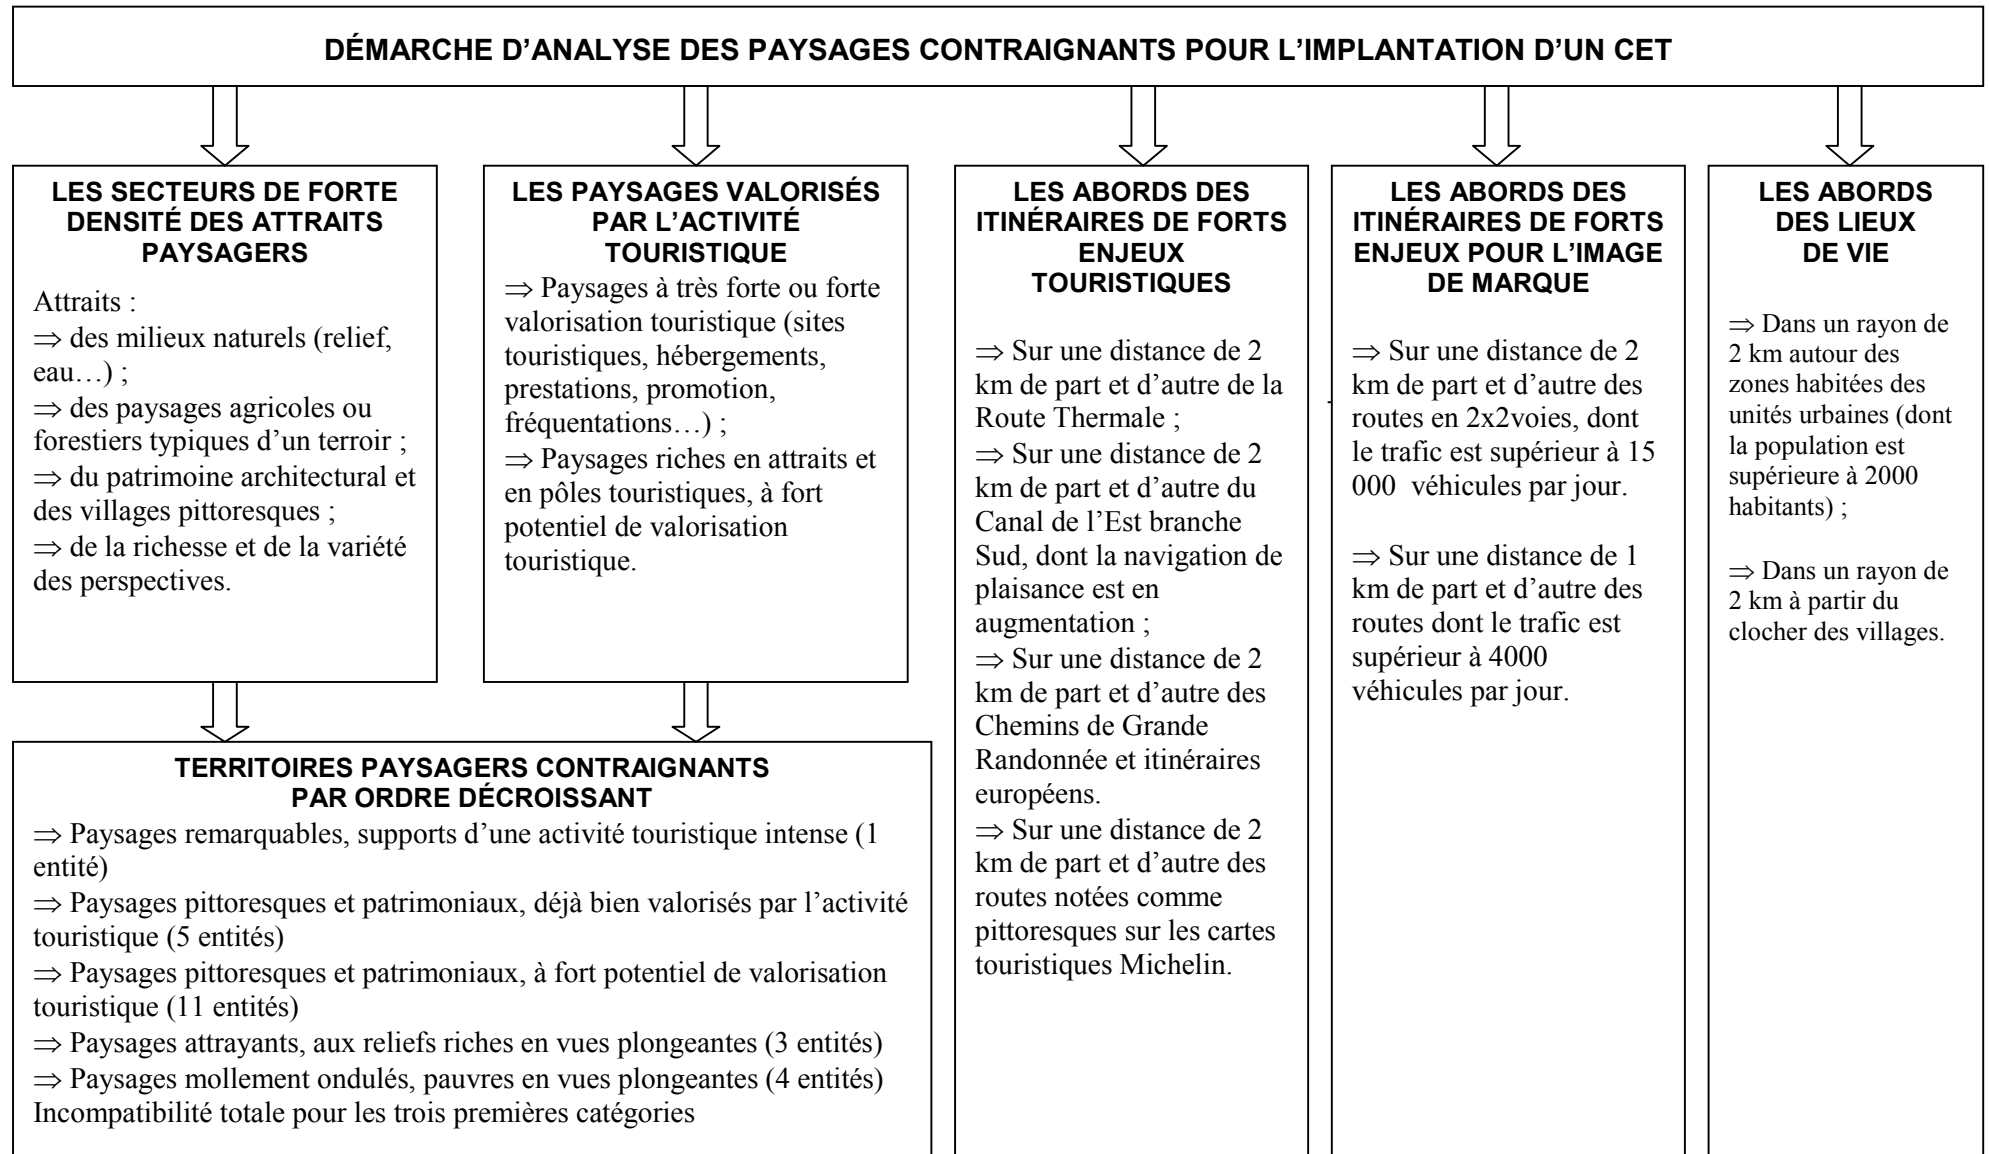 DÉMARCHE D’ANALYSE DES PAYSAGES CONTRAIGNANTS POUR L’IMPLANTATION D’UN CET
LES SECTEURS DE FORTE
DENSITÉ DES ATTRAITS
PAYSAGERS
Attraits :
⇒ des milieux naturels (relief,
eau…) ;
⇒ des paysages agricoles ou
forestiers typiques d’un terroir ;
⇒ du patrimoine architectural et
des villages pittoresques ;
⇒ de la richesse et de la variété
des perspectives.
LES PAYSAGES VALORISÉS
PAR L’ACTIVITÉ
TOURISTIQUE
⇒ Paysages à très forte ou forte
valorisation touristique (sites
touristiques, hébergements,
prestations, promotion,
fréquentations…) ;
⇒ Paysages riches en attraits et
en pôles touristiques, à fort
potentiel de valorisation
touristique.
LES ABORDS DES
ITINÉRAIRES DE FORTS
ENJEUX
TOURISTIQUES
⇒ Sur une distance de 2
km de part et d’autre de la
Route Thermale ;
⇒ Sur une distance de 2
km de part et d’autre du
Canal de l’Est branche
Sud, dont la navigation de
plaisance est en
augmentation ;
⇒ Sur une distance de 2
km de part et d’autre des
Chemins de Grande
Randonnée et itinéraires
européens.
⇒ Sur une distance de 2
km de part et d’autre des
routes notées comme
pittoresques sur les cartes
touristiques Michelin.
LES ABORDS DES
ITINÉRAIRES DE FORTS
ENJEUX POUR L’IMAGE
DE MARQUE
⇒ Sur une distance de 2
km de part et d’autre des
routes en 2x2voies, dont
le trafic est supérieur à 15
000 véhicules par jour.
⇒ Sur une distance de 1
km de part et d’autre des
routes dont le trafic est
supérieur à 4000
véhicules par jour.
LES ABORDS
DES LIEUX
DE VIE
⇒ Dans un rayon de
2 km autour des
zones habitées des
unités urbaines (dont
la population est
supérieure à 2000
habitants) ;
⇒ Dans un rayon de
2 km à partir du
clocher des villages.
TERRITOIRES PAYSAGERS CONTRAIGNANTS
PAR ORDRE DÉCROISSANT
⇒ Paysages remarquables, supports d’une activité touristique intense (1
entité)
⇒ Paysages pittoresques et patrimoniaux, déjà bien valorisés par l’activité
touristique (5 entités)
⇒ Paysages pittoresques et patrimoniaux, à fort potentiel de valorisation
touristique (11 entités)
⇒ Paysages attrayants, aux reliefs riches en vues plongeantes (3 entités)
⇒ Paysages mollement ondulés, pauvres en vues plongeantes (4 entités)
Incompatibilité totale pour les trois premières catégories